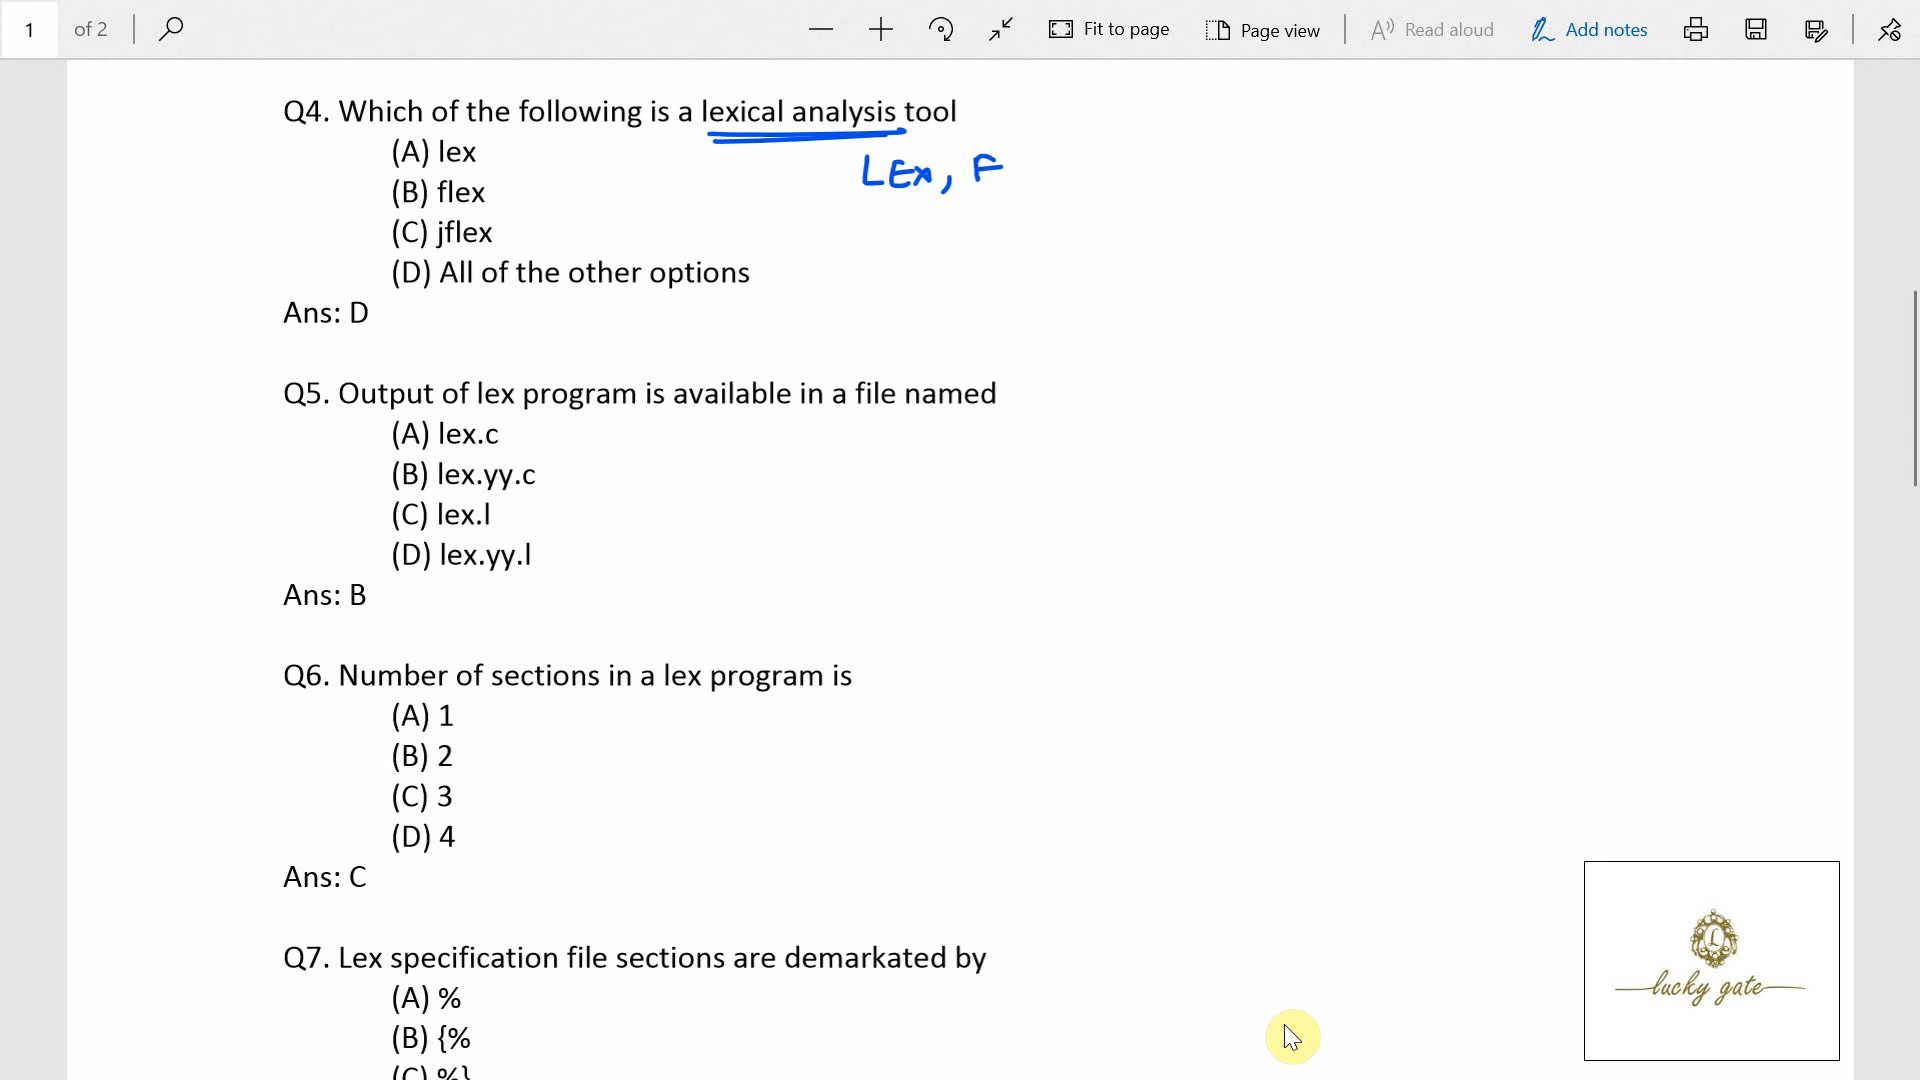 1 of 2 Fit to page Page view Read aloud Add notes
Q4. Which of the following is a lexical analysis tool
LEx, F
(A) lex
(B) flex
(C) jflex
(D) All of the other options
Ans: D
Q5. Output of lex program is available in a file named
(A) lex.c
(B) lex.yy.c
(C) lex.l
(D) lex.yy.l
Ans: B
Q6. Number of sections in a lex program is
(A) 1
(B) 2
(C) 3
(D) 4
Ans: C
Q7. Lex specification file sections are demarkated by
(A) %
(B) {%
(C) %}
L
lucky gate